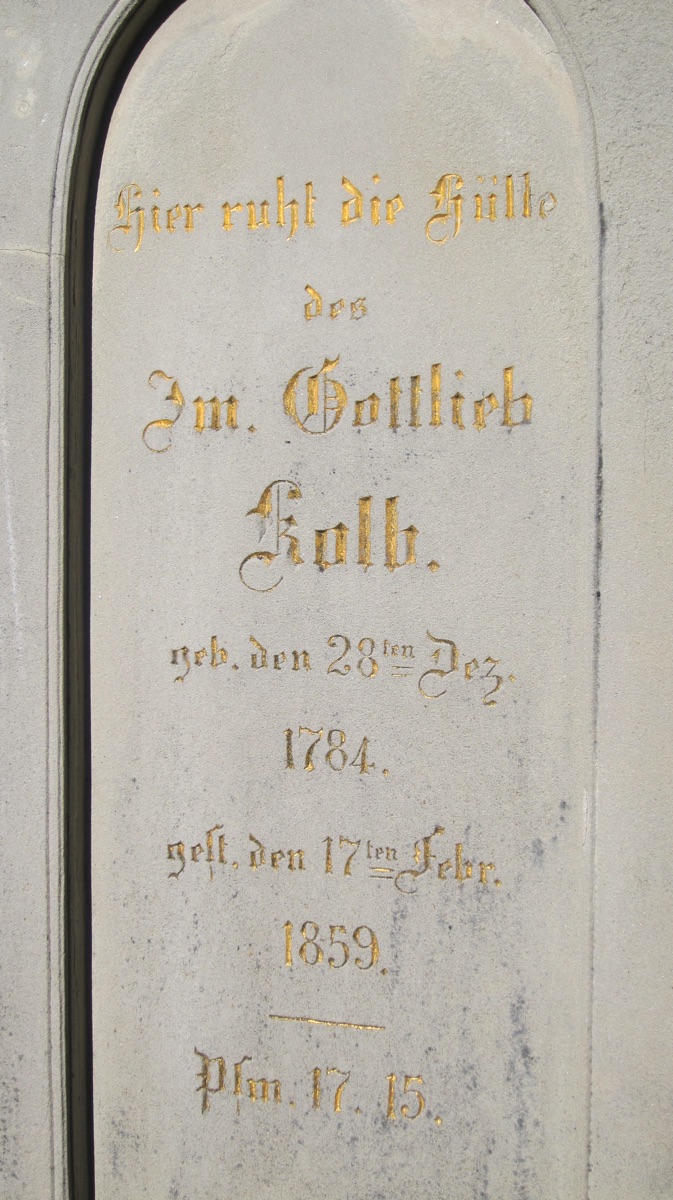 Hier ruht die Hülle
des
Im. Gottlieb
Kolb.
geb. den 28ten Dez.
1784.
gest. den 17ten Febr.
1859.
Psm. 17. 15.